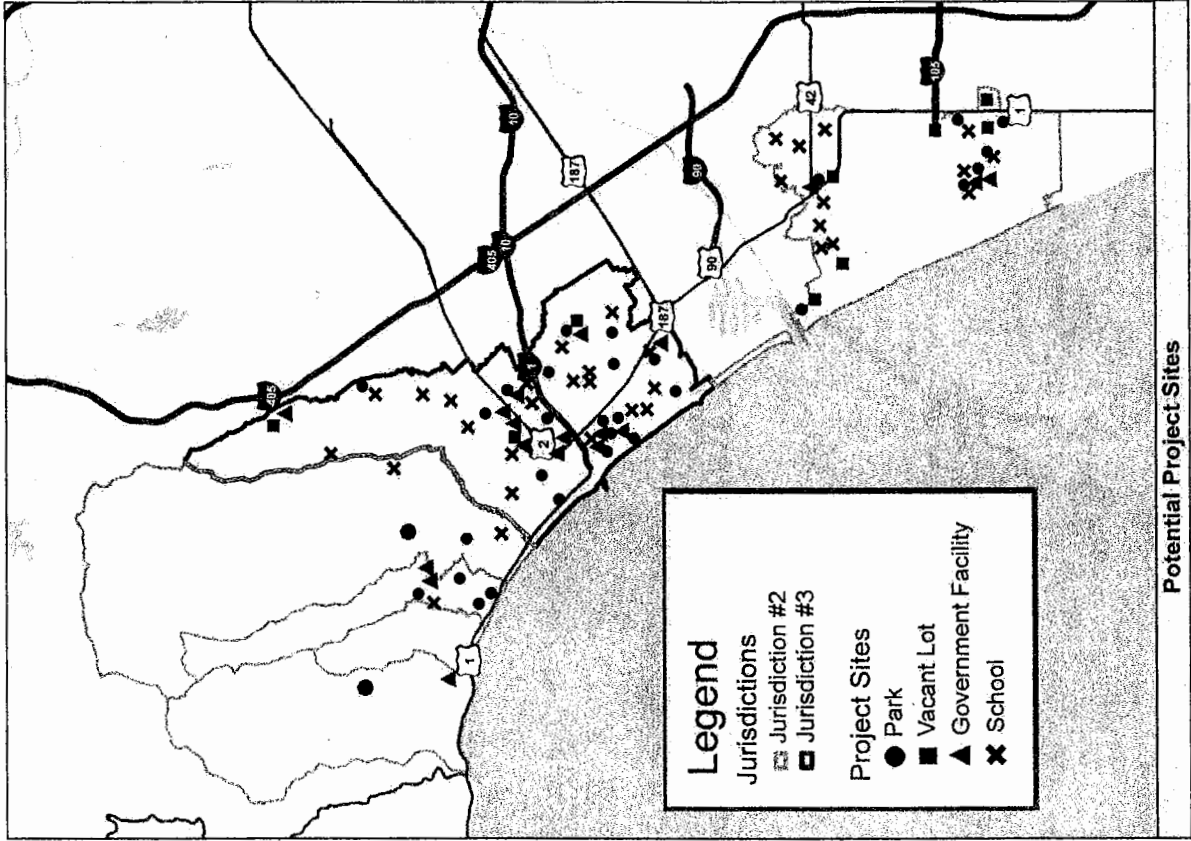 405
405
10
10
2
187
187
90
90
42
105
1
1
Legend
Jurisdictions
Jurisdiction #2
Jurisdiction #3
Project Sites
Park
Vacant Lot
Government Facility
School
Potential Project Sites